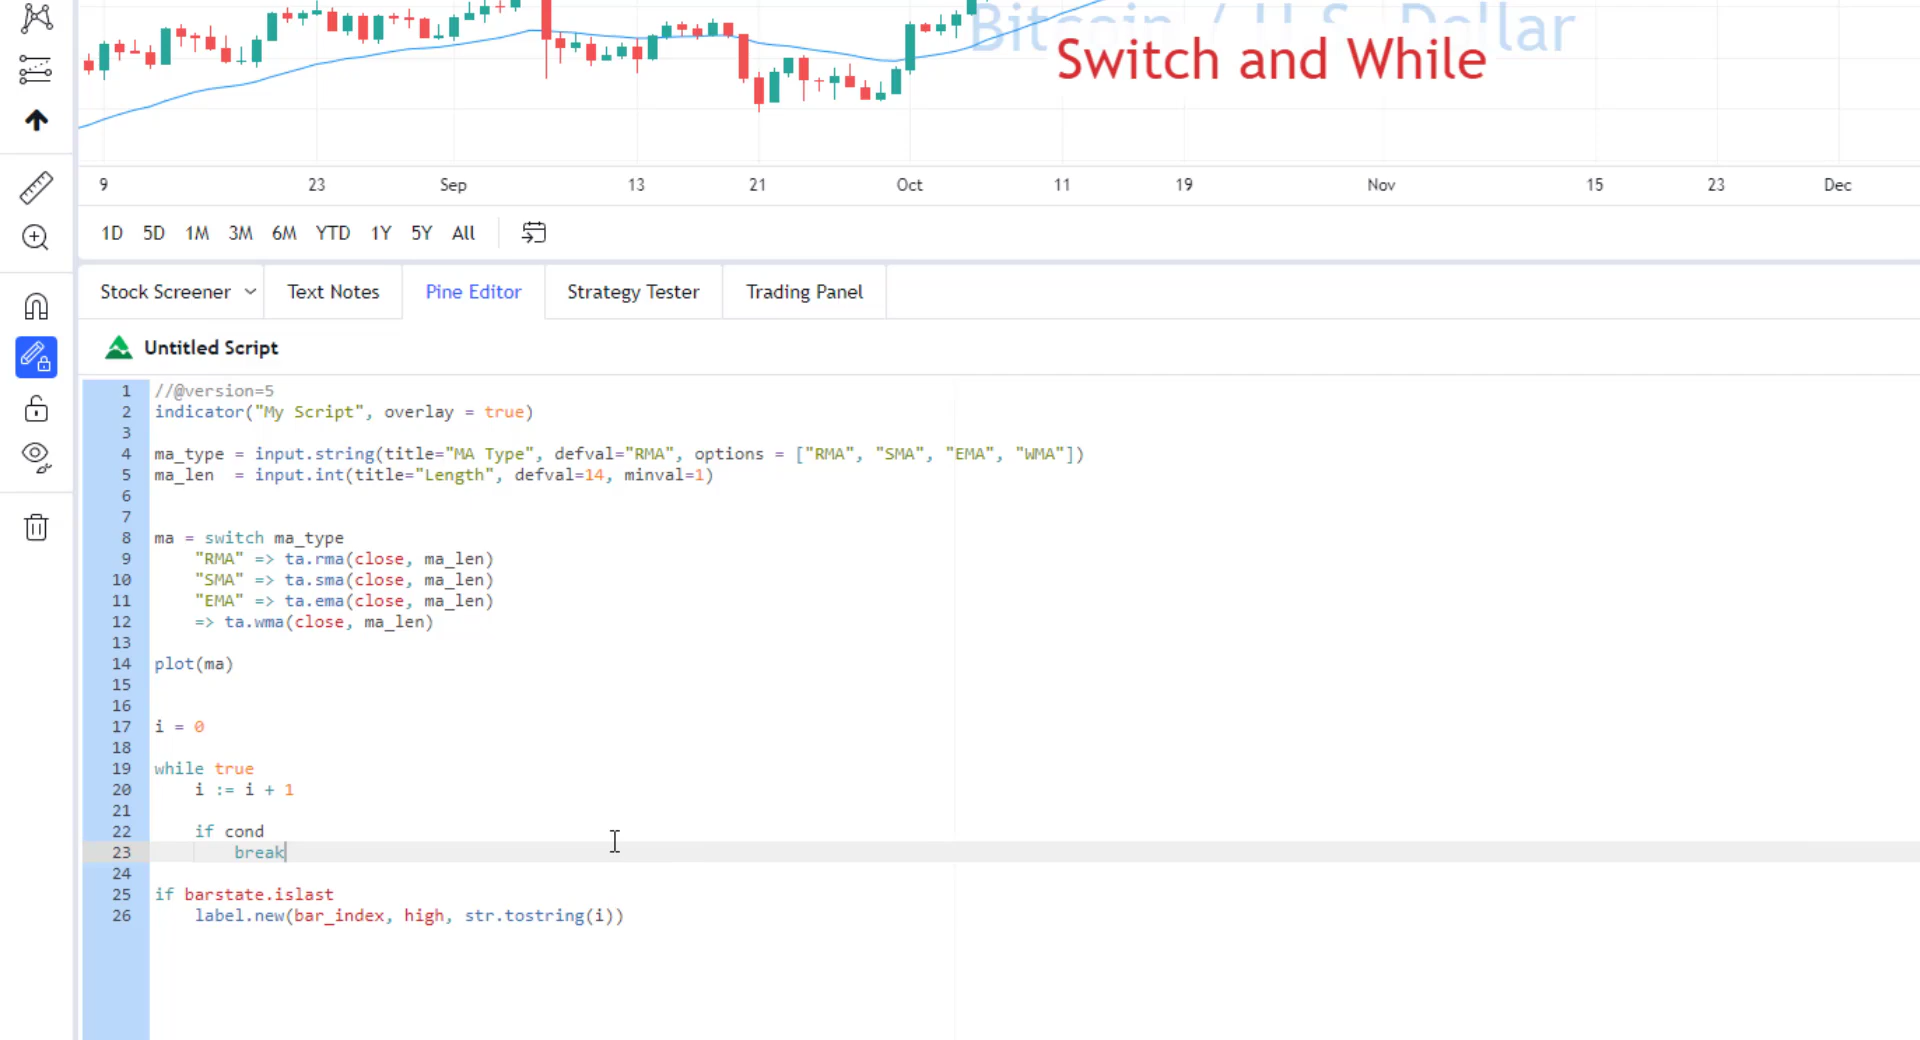 Bitcoin / U.S. Dollar
Switch and While
9 23 Sep 13 21 Oct 11 19 Nov 15 23 Dec
1D 5D 1M 3M 6M YTD 1Y 5Y All
Stock Screener Text Notes Pine Editor Strategy Tester Trading Panel
Untitled Script
1 //@version=5
2 indicator("My Script", overlay = true)
3
4 ma_type = input.string(title="MA Type", defval="RMA", options = ["RMA", "SMA", "EMA", "WMA"])
5 ma_len  = input.int(title="Length", defval=14, minval=1)
6
7
8 ma = switch ma_type
9     "RMA" => ta.rma(close, ma_len)
10     "SMA" => ta.sma(close, ma_len)
11     "EMA" => ta.ema(close, ma_len)
12     => ta.wma(close, ma_len)
13
14 plot(ma)
15
16
17 i = 0
18
19 while true
20     i := i + 1
21
22     if cond
23         break
24
25 if barstate.islast
26     label.new(bar_index, high, str.tostring(i))